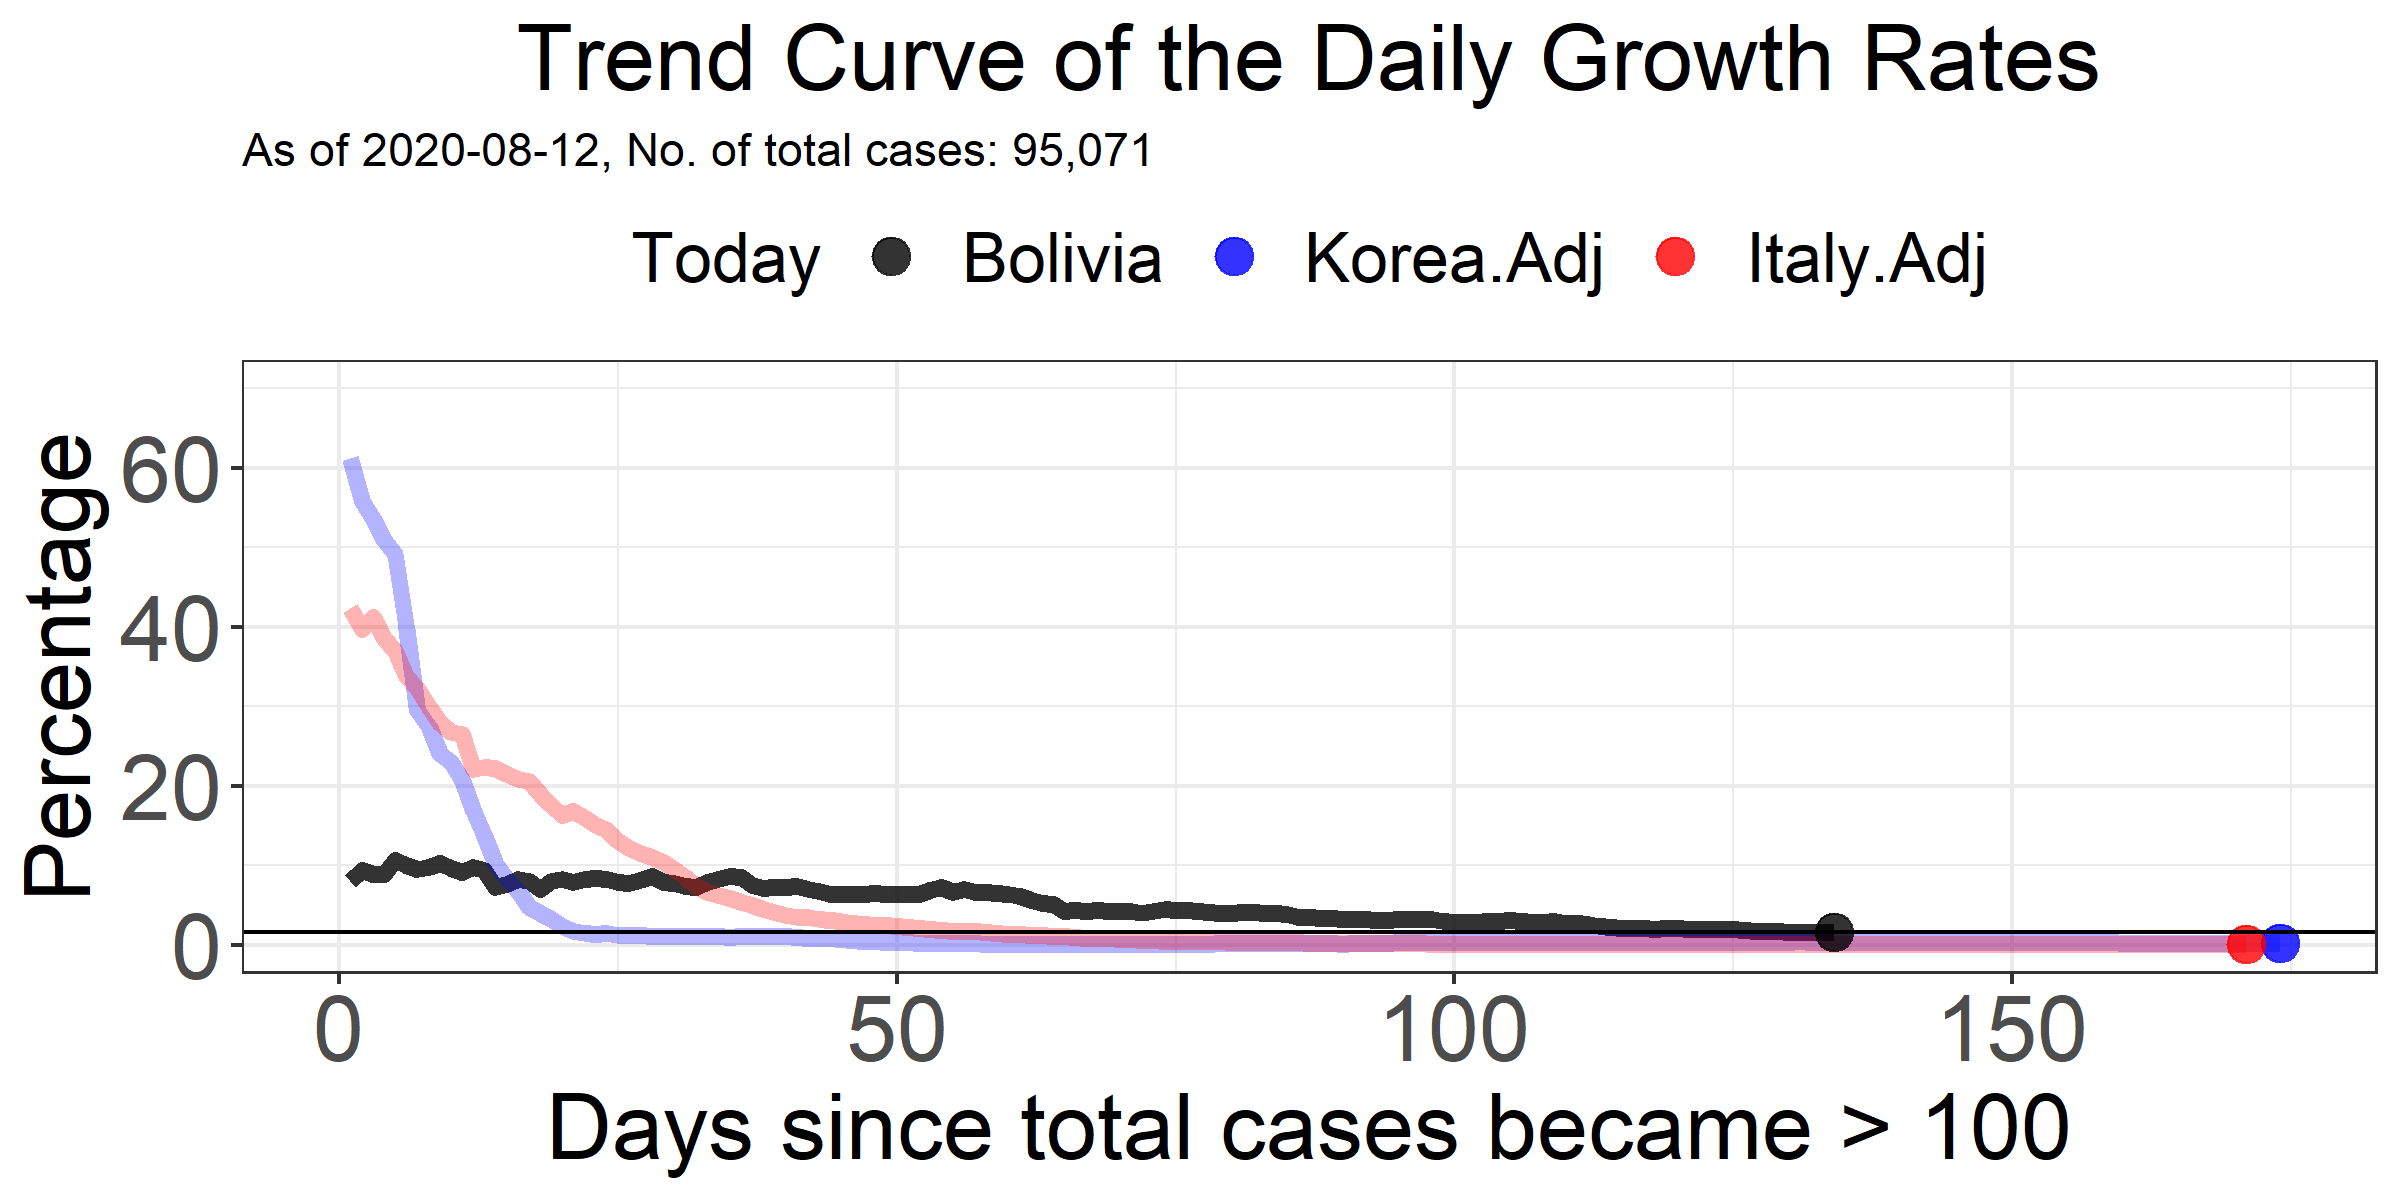 Trend Curve of the Daily Growth Rates
As of 2020-08-12, No. of total cases: 95,071
Today Bolivia Korea.Adj Italy.Adj
Percentage
60
40
20
0
0 50 100 150
Days since total cases became > 100